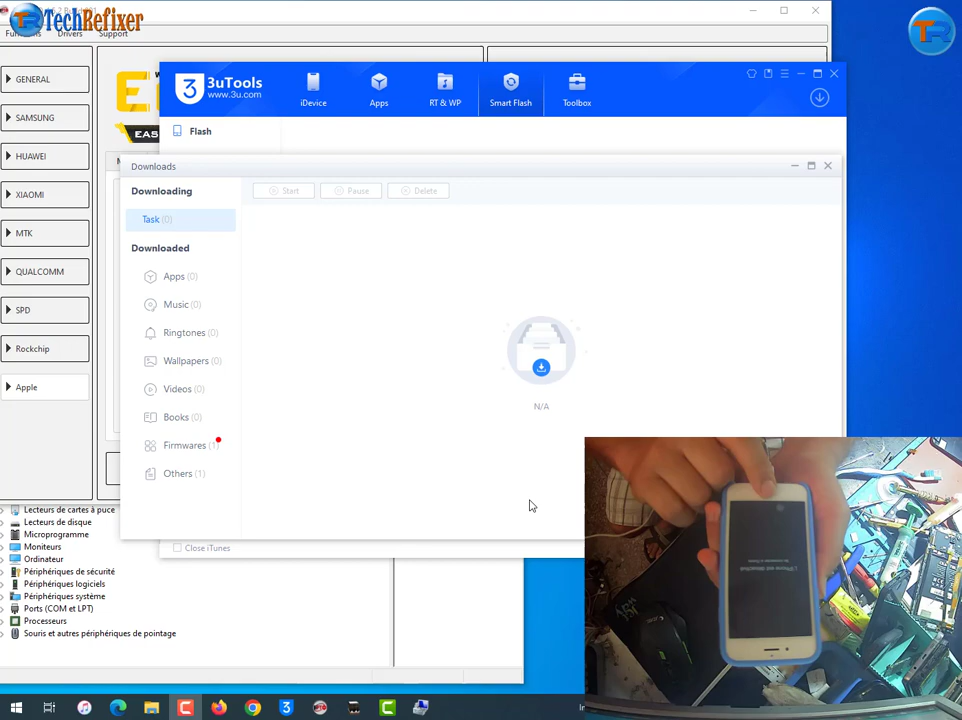 TechRefixer
TR
Drivers
Support
GENERAL
SAMSUNG
HUAWEI
XIAOMI
MTK
QUALCOMM
SPD
Rockchip
Apple
3uTools
www.3u.com
iDevice
Apps
RT & WP
Smart Flash
Toolbox
Flash
Downloads
Downloading
Task (0)
Downloaded
Apps (0)
Music (0)
Ringtones (0)
Wallpapers (0)
Videos (0)
Books (0)
Firmwares (1)
Others (1)
Start
Pause
Delete
N/A
Close iTunes
Lecteurs de cartes à puce
Lecteurs de disque
Microprogramme
Moniteurs
Ordinateur
Périphériques de sécurité
Périphériques logiciels
Périphériques système
Ports (COM et LPT)
Processeurs
Souris et autres périphériques de pointage